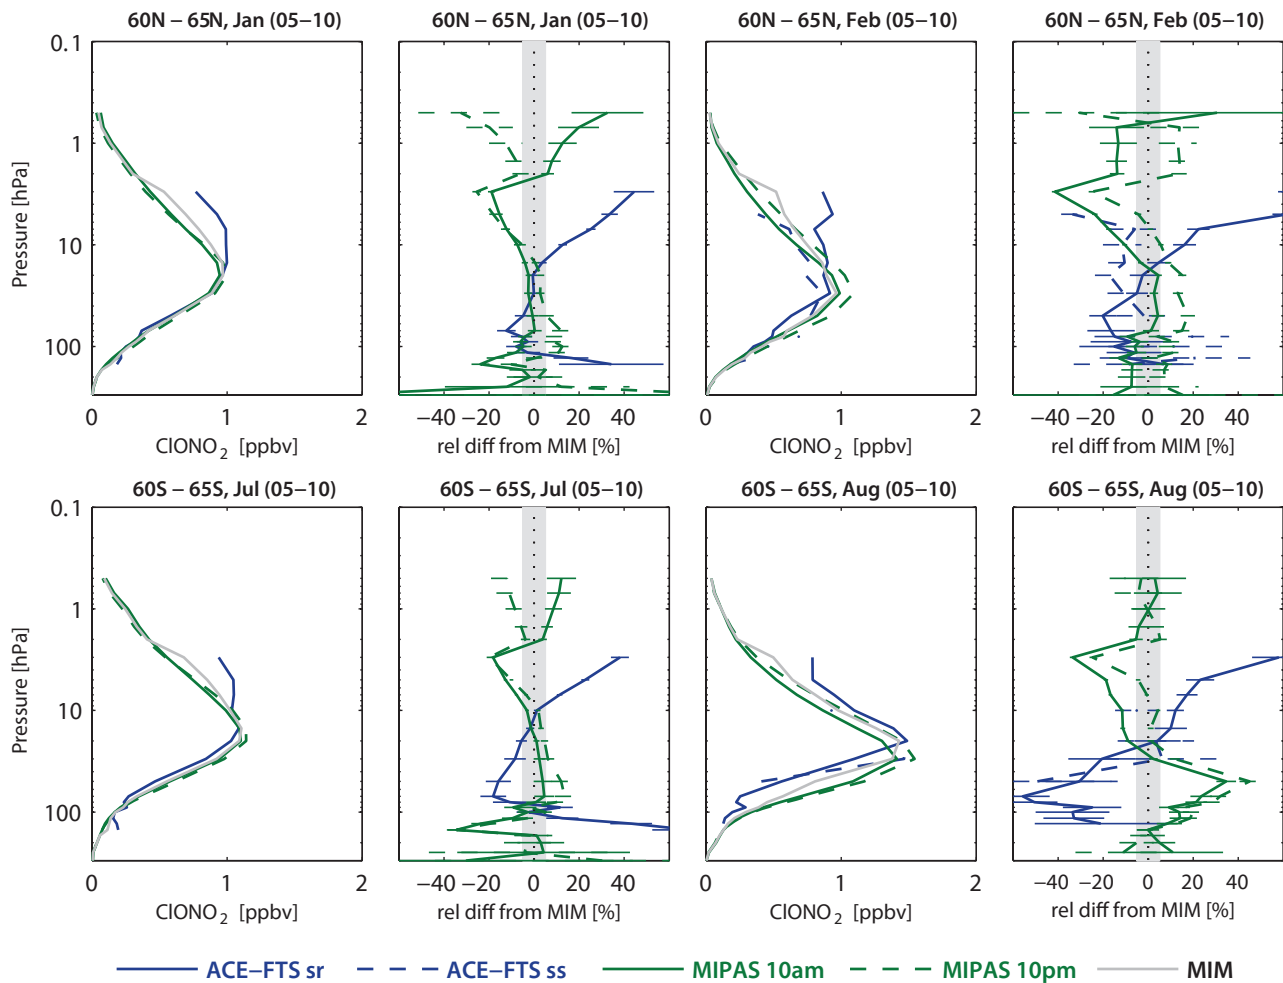 60N – 65N, Jan (05–10)
60N – 65N, Jan (05–10)
60N – 65N, Feb (05–10)
60N – 65N, Feb (05–10)
Pressure [hPa]
0.1
1
10
100
0 1 2
ClONO2 [ppbv]
−40 −20 0 20 40
rel diff from MIM [%]
0 1 2
ClONO2 [ppbv]
−40 −20 0 20 40
rel diff from MIM [%]
60S – 65S, Jul (05–10)
60S – 65S, Jul (05–10)
60S – 65S, Aug (05–10)
60S – 65S, Aug (05–10)
Pressure [hPa]
0.1
1
10
100
0 1 2
ClONO2 [ppbv]
−40 −20 0 20 40
rel diff from MIM [%]
0 1 2
ClONO2 [ppbv]
−40 −20 0 20 40
rel diff from MIM [%]
ACE–FTS sr ACE–FTS ss MIPAS 10am MIPAS 10pm MIM